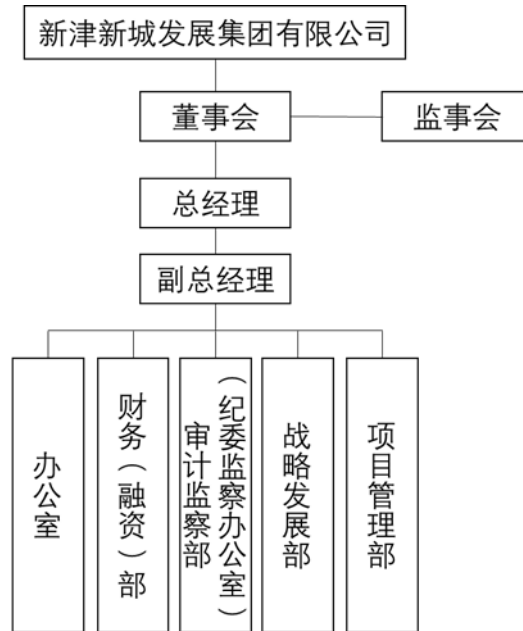 新津新城发展集团有限公司
董事会
监事会
总经理
副总经理
办公室
财务（融资）部
审计监察部
（纪委监察办公室）
战略发展部
项目管理部